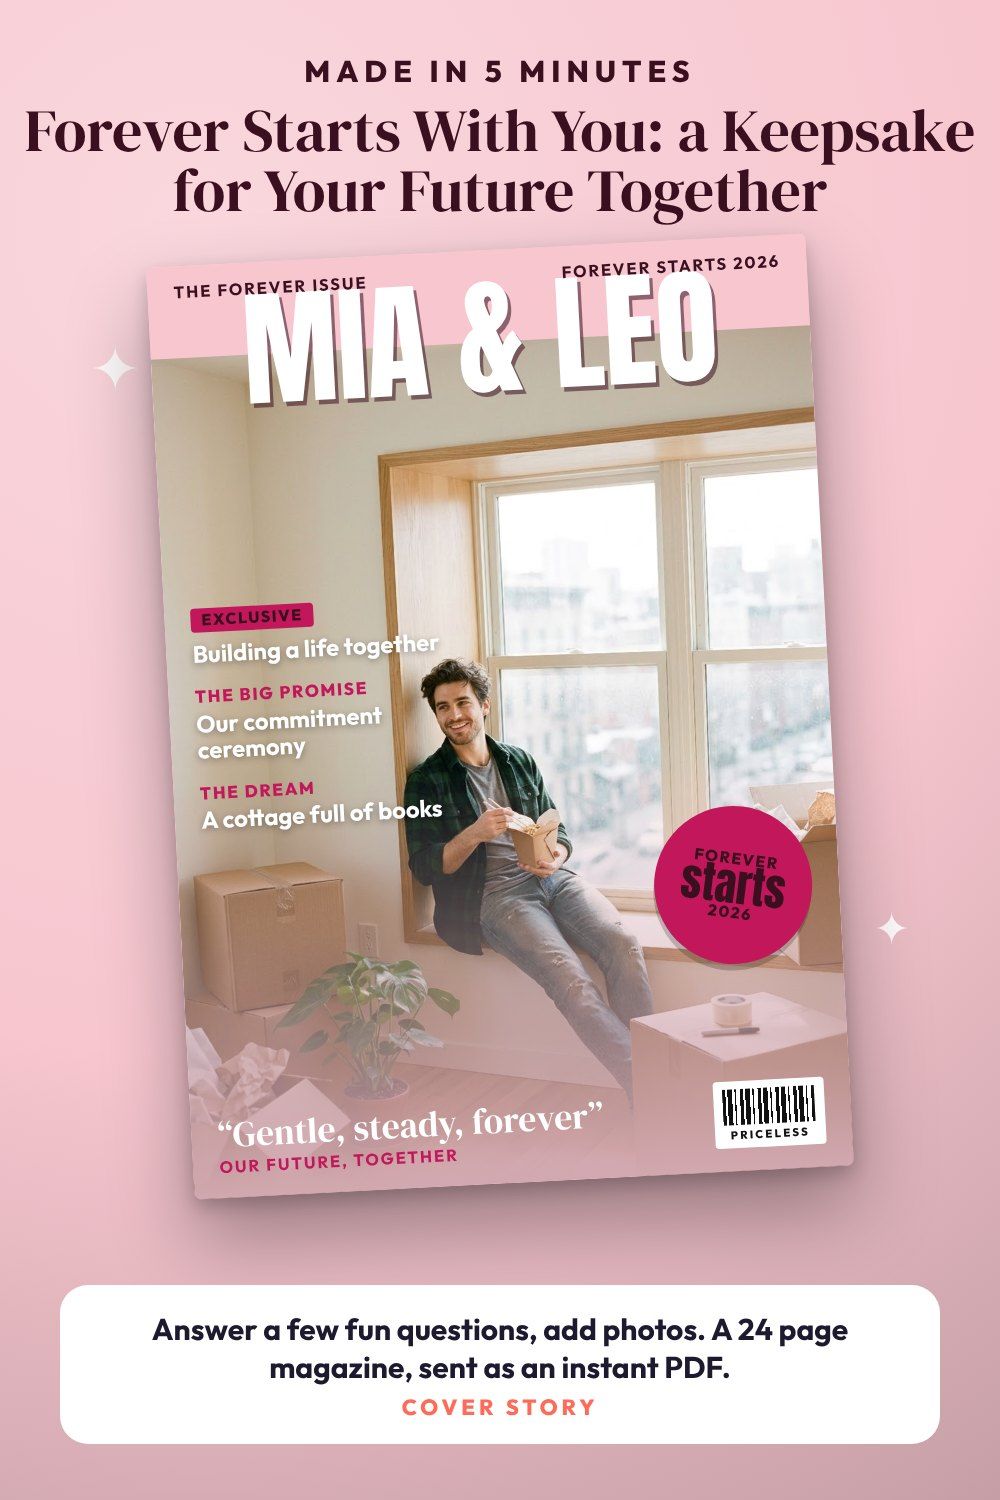 MADE IN 5 MINUTES
Forever Starts With You: a Keepsake
for Your Future Together
THE FOREVER ISSUE
FOREVER STARTS 2026
MIA & LEO
EXCLUSIVE
Building a life together
THE BIG PROMISE
Our commitment
ceremony
THE DREAM
A cottage full of books
FOREVER
starts
2026
“Gentle, steady, forever”
OUR FUTURE, TOGETHER
PRICELESS
Answer a few fun questions, add photos. A 24 page
magazine, sent as an instant PDF.
COVER STORY